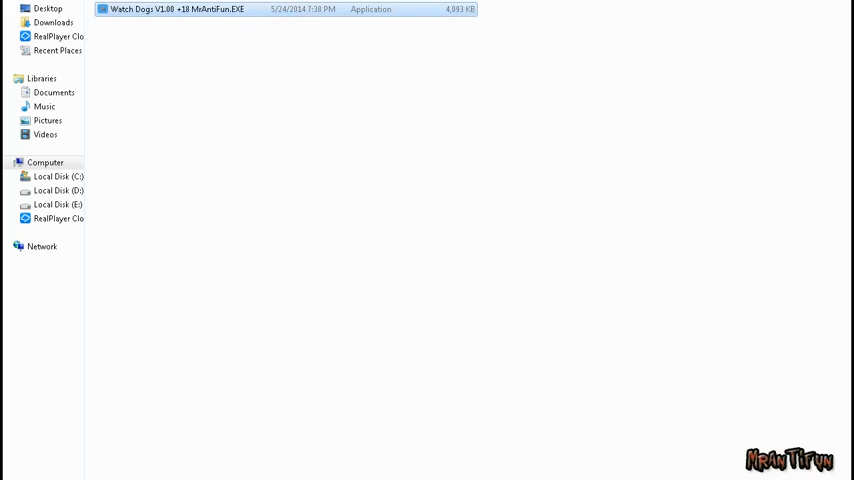 Desktop
Watch Dogs V1.00 +18 MrAntiFun.EXE 5/24/2014 7:38 PM Application 4,093 KB
Downloads
RealPlayer Clo
Recent Places
Libraries
Documents
Music
Pictures
Videos
Computer
Local Disk (C:)
Local Disk (D:)
Local Disk (E:)
RealPlayer Clo
Network
MrAnTiFun